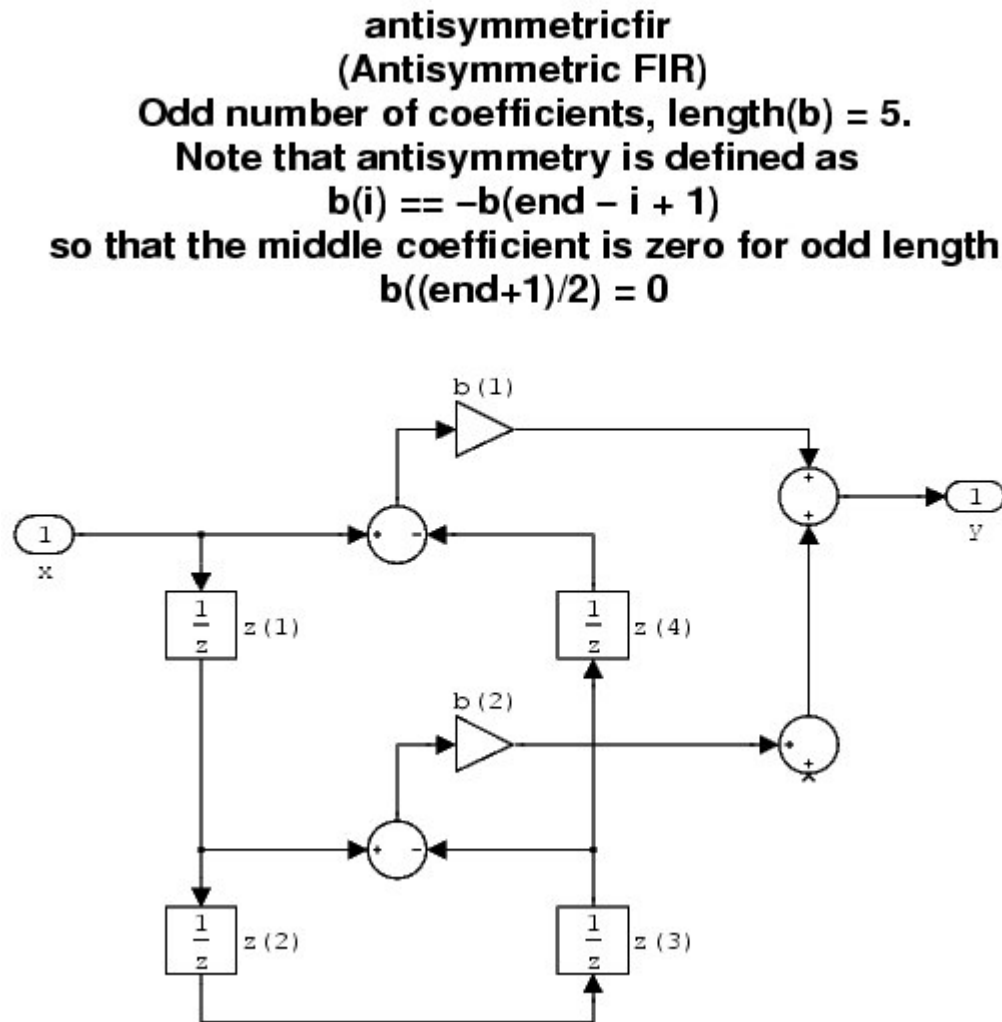 antisymmetricfir
(Antisymmetric FIR)
Odd number of coefficients, length(b) = 5.
Note that antisymmetry is defined as
b(i) == −b(end − i + 1)
so that the middle coefficient is zero for odd length
b((end+1)/2) = 0
b(1)
+
1
+ −
+
1
x
y
1
z
z(1)
1
z
z(4)
b(2)
+
+
+ −
1
z
z(2)
1
z
z(3)